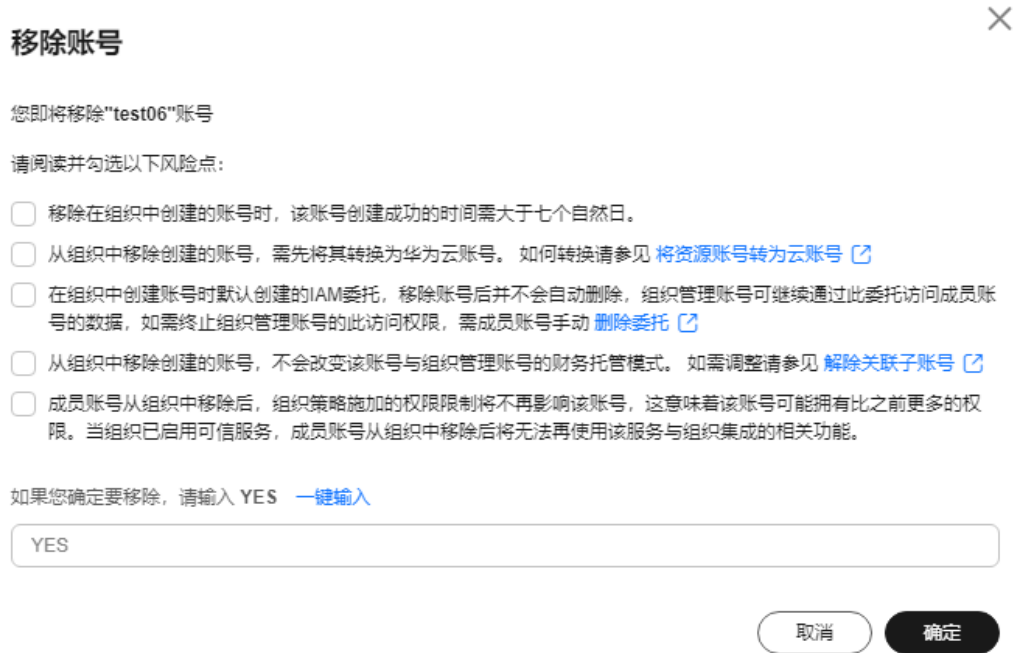 移除账号
您即将移除"test06"账号
请阅读并勾选以下风险点：
移除在组织中创建的账号时，该账号创建成功的时间需大于七个自然日。
从组织中移除创建的账号，需先将其转换为华为云账号。 如何转换请参见 将资源账号转为云账号
在组织中创建账号时默认创建的IAM委托，移除账号后并不会自动删除，组织管理账号可继续通过此委托访问成员账
号的数据，如需终止组织管理账号的此访问权限，需成员账号手动 删除委托
从组织中移除创建的账号，不会改变该账号与组织管理账号的财务托管模式。 如需调整请参见 解除关联子账号
成员账号从组织中移除后，组织策略施加的权限限制将不再影响该账号，这意味着该账号可能拥有比之前更多的权
限。当组织已启用可信服务，成员账号从组织中移除后将无法再使用该服务与组织集成的相关功能。
如果您确定要移除，请输入 YES 一键输入
YES
取消 确定